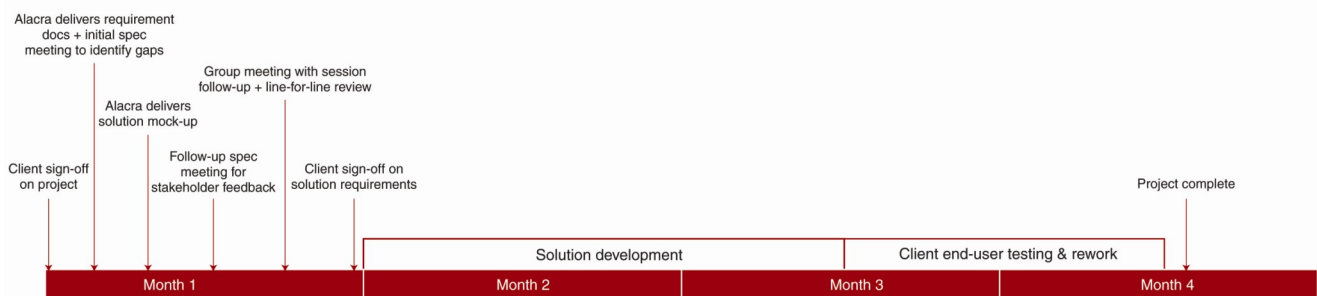 Alacra delivers requirement
docs + initial spec
meeting to identify gaps
Group meeting with session
follow-up + line-for-line review
Alacra delivers
solution mock-up
Client sign-off
on project
Follow-up spec
meeting for
stakeholder feedback
Client sign-off on
solution requirements
Project complete
Solution development
Client end-user testing & rework
Month 1
Month 2
Month 3
Month 4